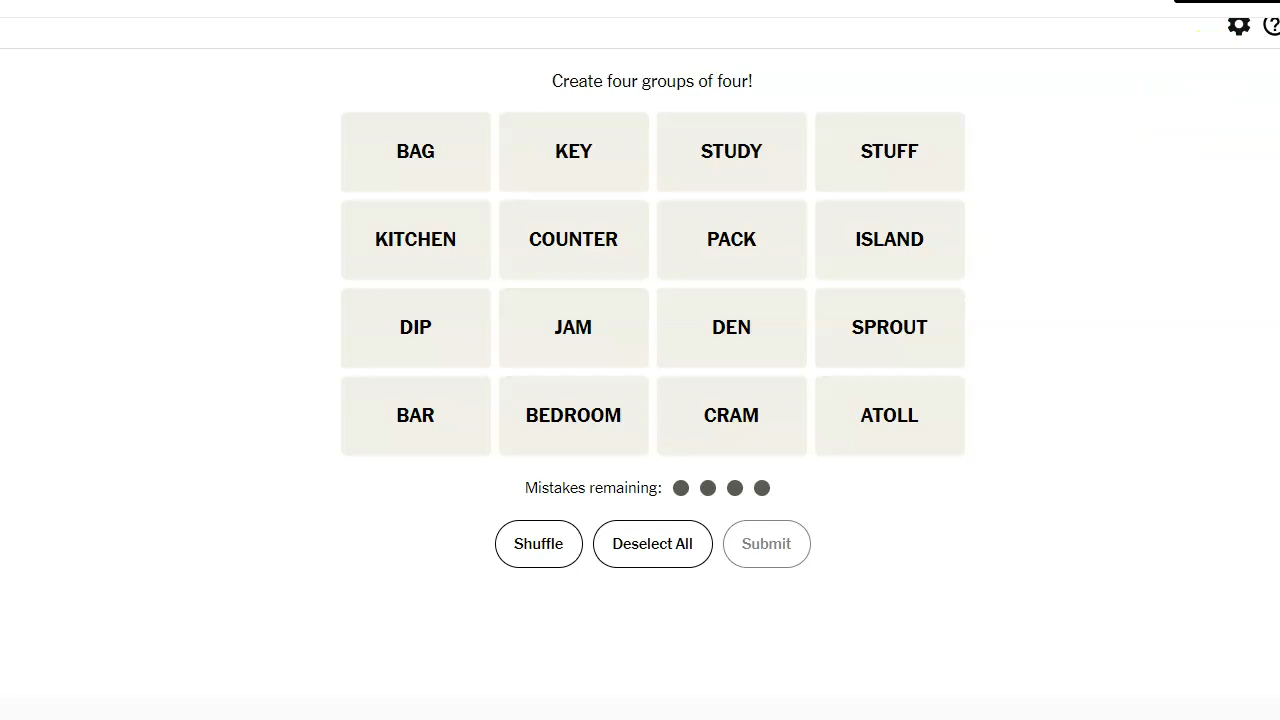 Create four groups of four!
BAG KEY STUDY STUFF
KITCHEN COUNTER PACK ISLAND
DIP JAM DEN SPROUT
BAR BEDROOM CRAM ATOLL
Mistakes remaining:
Shuffle Deselect All Submit